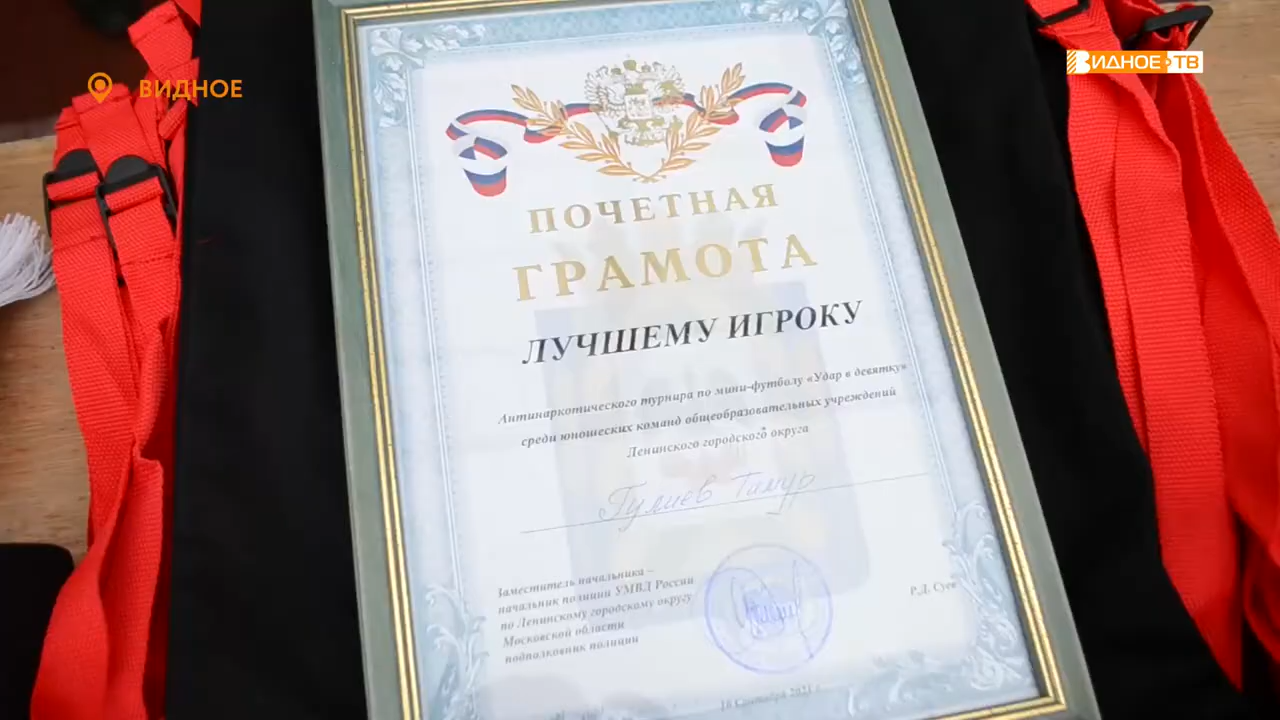 ВИДНОЕ
ВИДНОЕ ТВ
ПОЧЕТНАЯ
ГРАМОТА
ЛУЧШЕМУ ИГРОКУ
Антинаркотического турнира по мини-футболу «Удар в девятку»
среди юношеских команд общеобразовательных учреждений
Ленинского городского округа
Гулиев Тимур
Заместитель начальника –
начальник полиции УМВД России
по Ленинскому городскому округу
Московской области
подполковник полиции
Р.Д. Суев
сентября 2021 г.